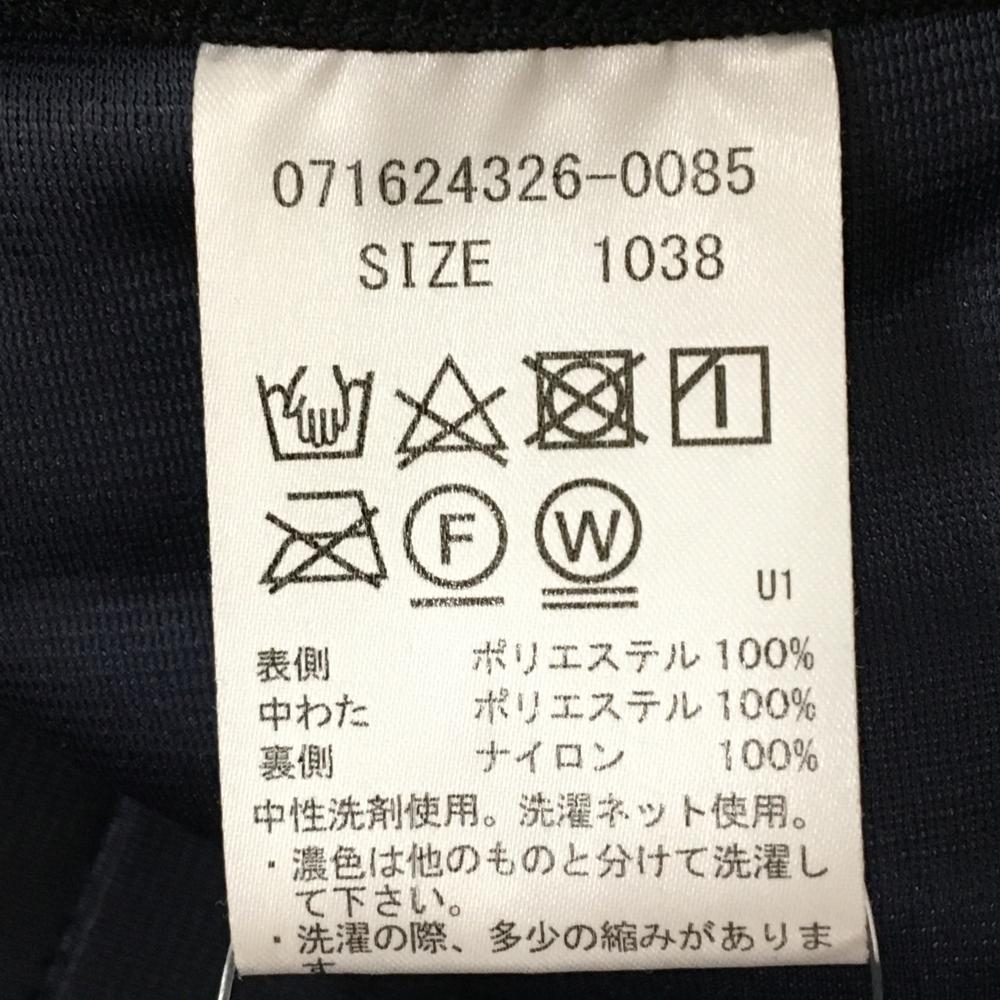 071624326-0085
SIZE 1038
F W
U1
表側 ポリエステル 100%
中わた ポリエステル 100%
裏側 ナイロン 100%
中性洗剤使用。洗濯ネット使用。
・濃色は他のものと分けて洗濯し
て下さい。
・洗濯の際、多少の縮みがありま
す